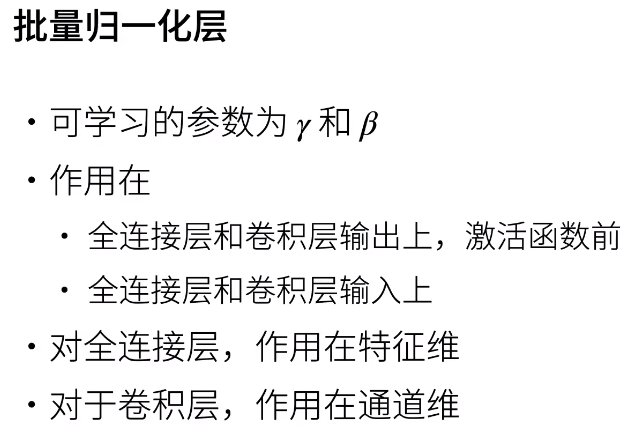 批量归一化层
• 可学习的参数为 γ 和 β
• 作用在
• 全连接层和卷积层输出上，激活函数前
• 全连接层和卷积层输入上
• 对全连接层，作用在特征维
• 对于卷积层，作用在通道维